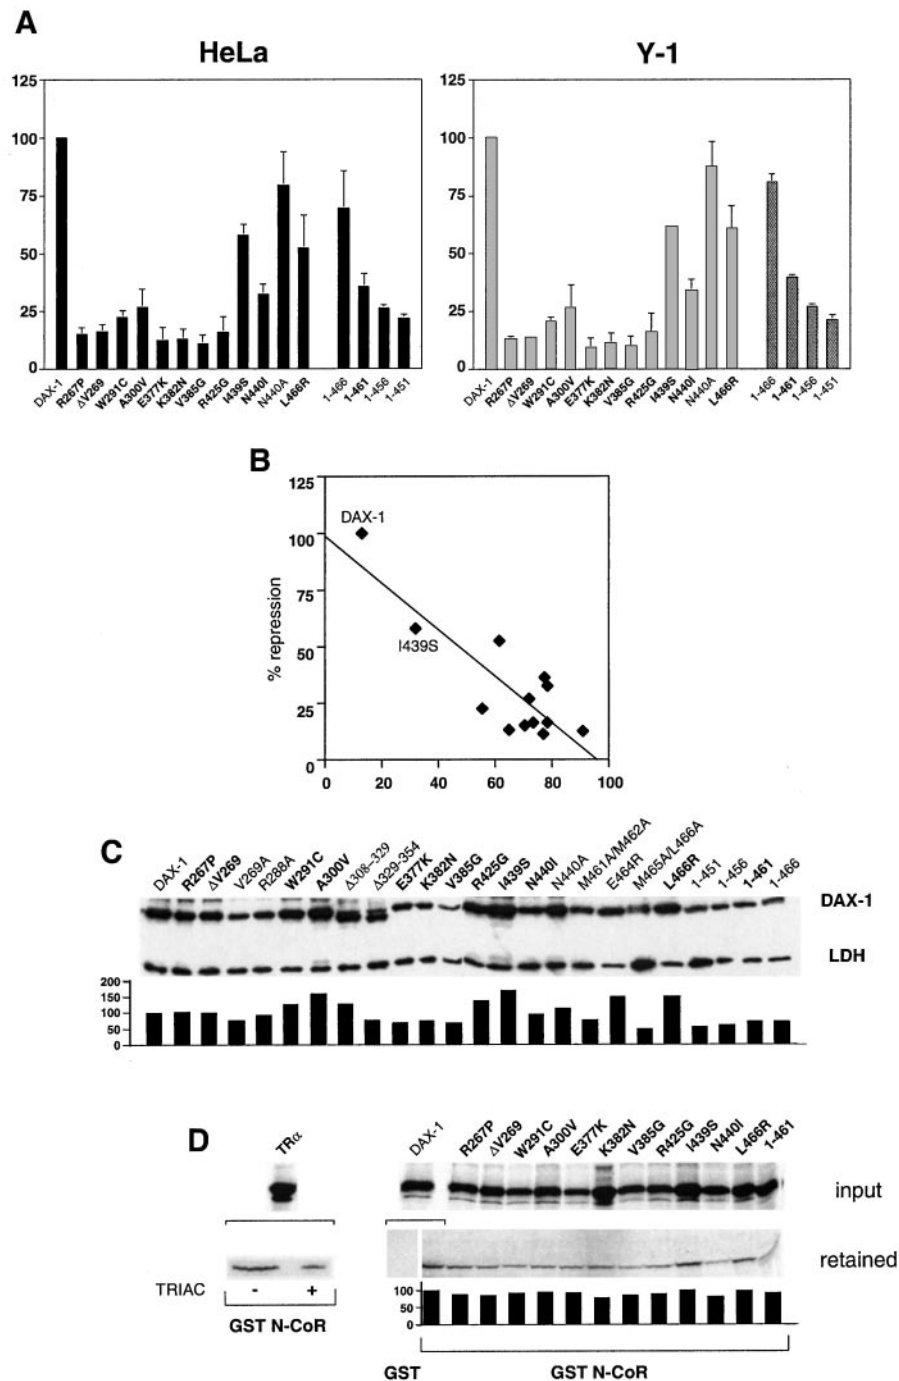 A
HeLa
Y-1
125
100
75
50
25
0
DAX-1
R267P
ΔV269
W291C
A300V
E377K
K382N
V385G
R425G
I439S
N440I
N440A
L466R
1-466
1-461
1-456
1-451
125
100
75
50
25
0
DAX-1
R267P
ΔV269
W291C
A300V
E377K
K382N
V385G
R425G
I439S
N440I
N440A
L466R
1-466
1-461
1-456
1-451
B
% repression
125
100
75
50
25
0
DAX-1
I439S
0 20 40 60 80 100
C
DAX-1
R267P
ΔV269
V269A
R288A
W291C
A300V
Δ308-329
Δ329-354
E377K
K382N
V385G
R425G
I439S
N440I
N440A
M461A/M462A
E464R
M465A/L466A
L466R
1-451
1-456
1-461
1-466
DAX-1
LDH
200
150
100
50
0
D
TRα
DAX-1
R267P
ΔV269
W291C
A300V
E377K
K382N
V385G
R425G
I439S
N440I
L466R
1-461
input
retained
TRIAC - +
GST N-CoR
100
50
0
GST
GST N-CoR